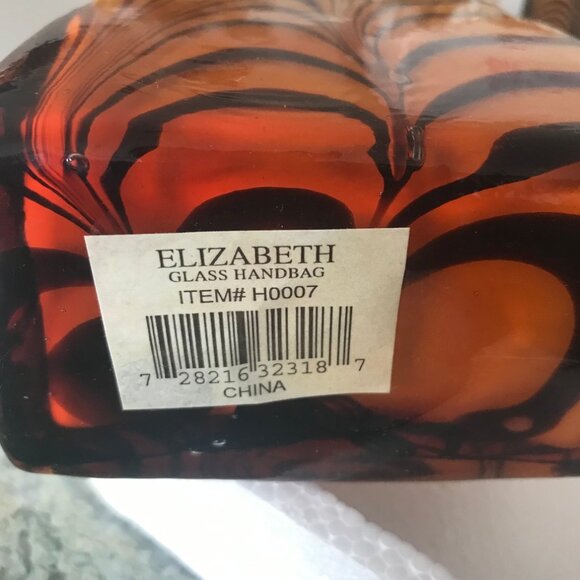 ELIZABETH
GLASS HANDBAG
ITEM# H0007
7 28216 32318 7
CHINA